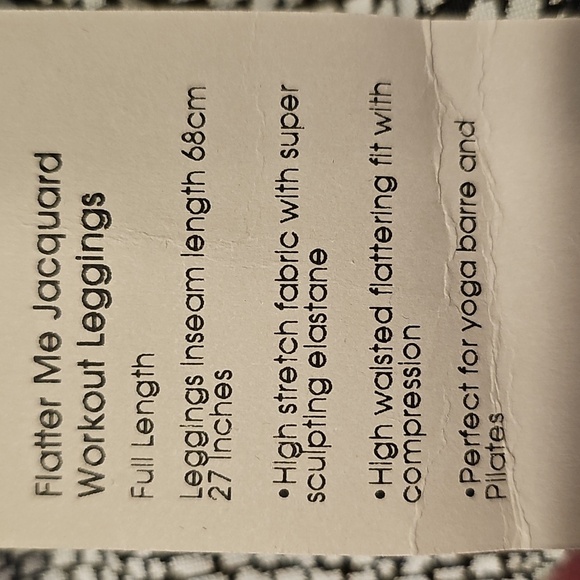 Flatter Me Jacquard
Workout Leggings
Full Length
Leggings inseam length 68cm
27 Inches
•High stretch fabric with super
sculpting elastane
•High waisted flattering fit with
compression
•Perfect for yoga barre and
Pilates